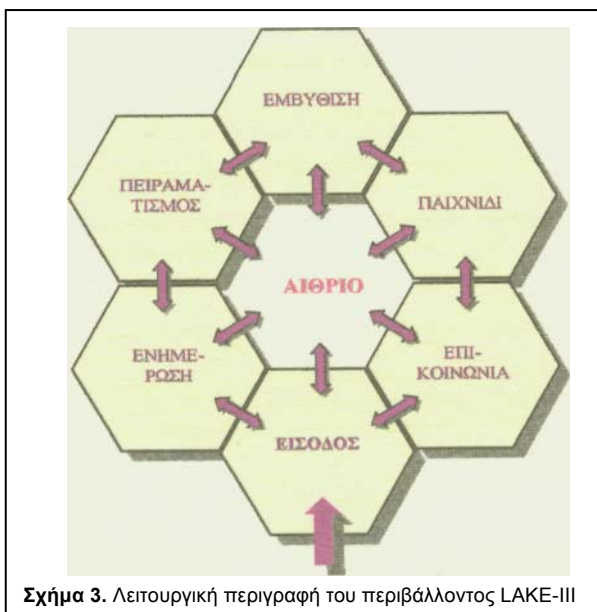 ΕΜΒΥΘΙΣΗ
ΠΕΙΡΑΜΑ-
ΤΙΣΜΟΣ
ΠΑΙΧΝΙΔΙ
ΑΙΘΡΙΟ
ΕΝΗΜΕ-
ΡΩΣΗ
ΕΠΙ-
ΚΟΙΝΩΝΙΑ
ΕΙΣΟΔΟΣ
Σχήμα 3. Λειτουργική περιγραφή του περιβάλλοντος LAKE-III